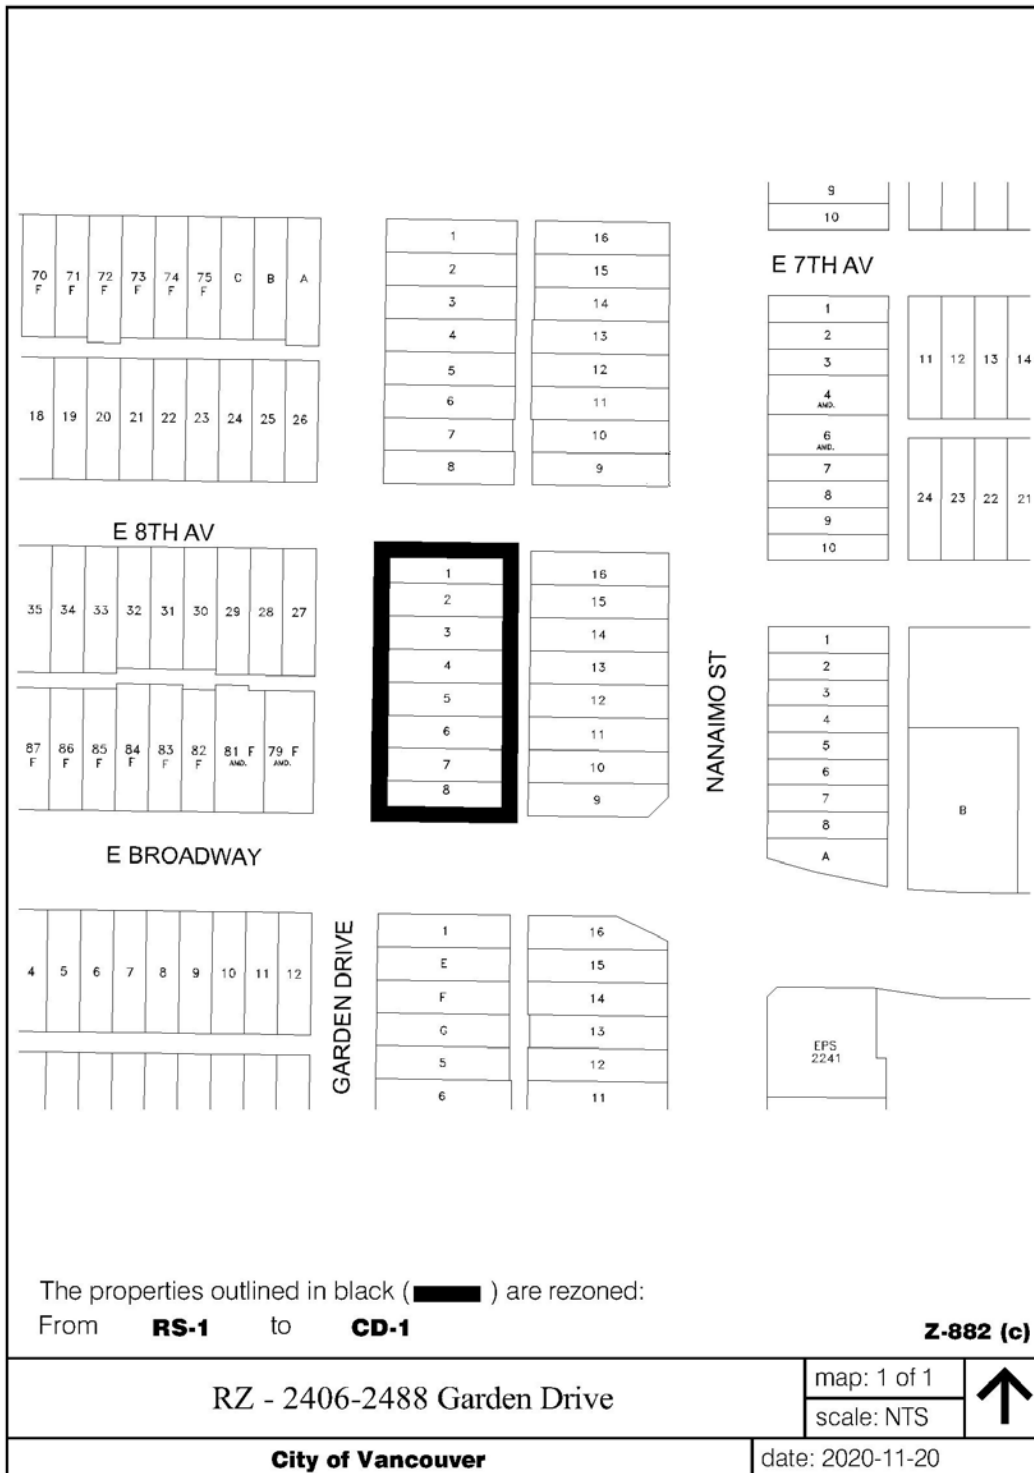 9
10
E 7TH AV
70 F 71 F 72 F 73 F 74 F 75 F C B A
1
2
3
4
5
6
7
8
16
15
14
13
12
11
10
9
1
2
3
4 AMD.
6 AMD.
7
8
9
10
11 12 13 14
24 23 22 21
18 19 20 21 22 23 24 25 26
E 8TH AV
35 34 33 32 31 30 29 28 27
87 F 86 F 85 F 84 F 83 F 82 F 81 F AMD. 79 F AMD.
1
2
3
4
5
6
7
8
16
15
14
13
12
11
10
9
NANAIMO ST
1
2
3
4
5
6
7
8
A
B
E BROADWAY
4 5 6 7 8 9 10 11 12
GARDEN DRIVE
1
E
F
G
5
6
16
15
14
13
12
11
EPS
2241
The properties outlined in black ( ) are rezoned:
From RS-1 to CD-1
Z-882 (c)
RZ - 2406-2488 Garden Drive
map: 1 of 1
scale: NTS
City of Vancouver
date: 2020-11-20